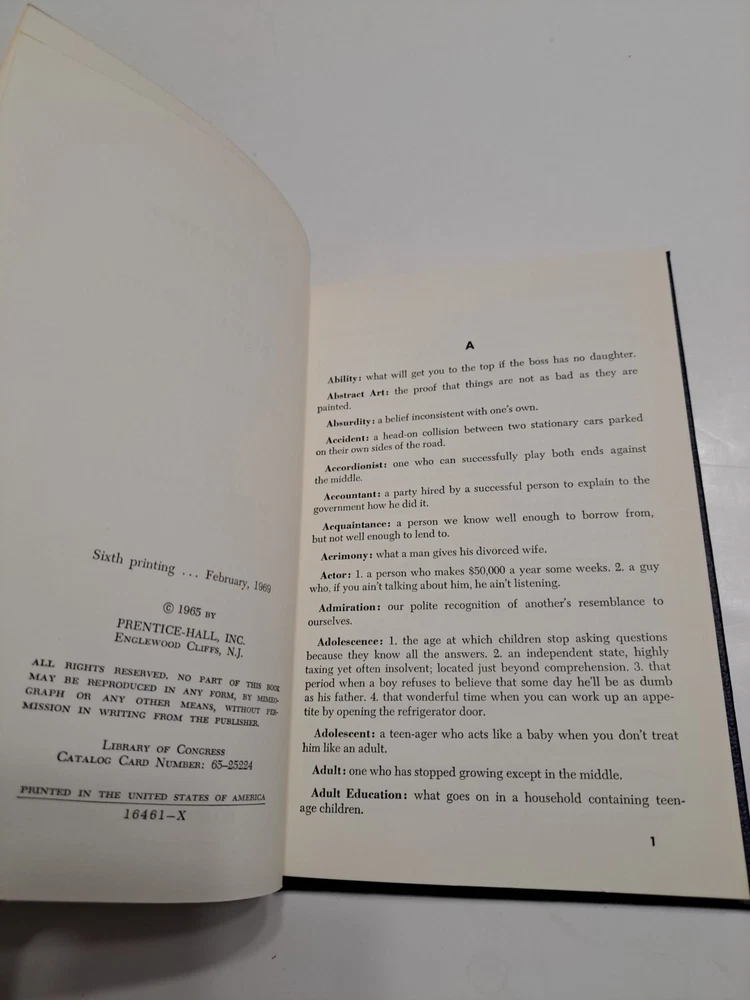 Sixth printing ... February, 1969
© 1965 BY
PRENTICE-HALL, INC.
ENGLEWOOD CLIFFS, N.J.
ALL RIGHTS RESERVED. NO PART OF THIS BOOK
MAY BE REPRODUCED IN ANY FORM, BY MIMEO-
GRAPH OR ANY OTHER MEANS, WITHOUT PER-
MISSION IN WRITING FROM THE PUBLISHER.
LIBRARY OF CONGRESS
CATALOG CARD NUMBER: 65–25224
PRINTED IN THE UNITED STATES OF AMERICA
16461–X
A
Ability: what will get you to the top if the boss has no daughter.
Abstract Art: the proof that things are not as bad as they are
painted.
Absurdity: a belief inconsistent with one's own.
Accident: a head-on collision between two stationary cars parked
on their own sides of the road.
Accordionist: one who can successfully play both ends against
the middle.
Accountant: a party hired by a successful person to explain to the
government how he did it.
Acquaintance: a person we know well enough to borrow from,
but not well enough to lend to.
Acrimony: what a man gives his divorced wife.
Actor: 1. a person who makes $50,000 a year some weeks. 2. a guy
who, if you ain't talking about him, he ain't listening.
Admiration: our polite recognition of another's resemblance to
ourselves.
Adolescence: 1. the age at which children stop asking questions
because they know all the answers. 2. an independent state, highly
taxing yet often insolvent; located just beyond comprehension. 3. that
period when a boy refuses to believe that some day he'll be as dumb
as his father. 4. that wonderful time when you can work up an appe-
tite by opening the refrigerator door.
Adolescent: a teen-ager who acts like a baby when you don't treat
him like an adult.
Adult: one who has stopped growing except in the middle.
Adult Education: what goes on in a household containing teen-
age children.
1